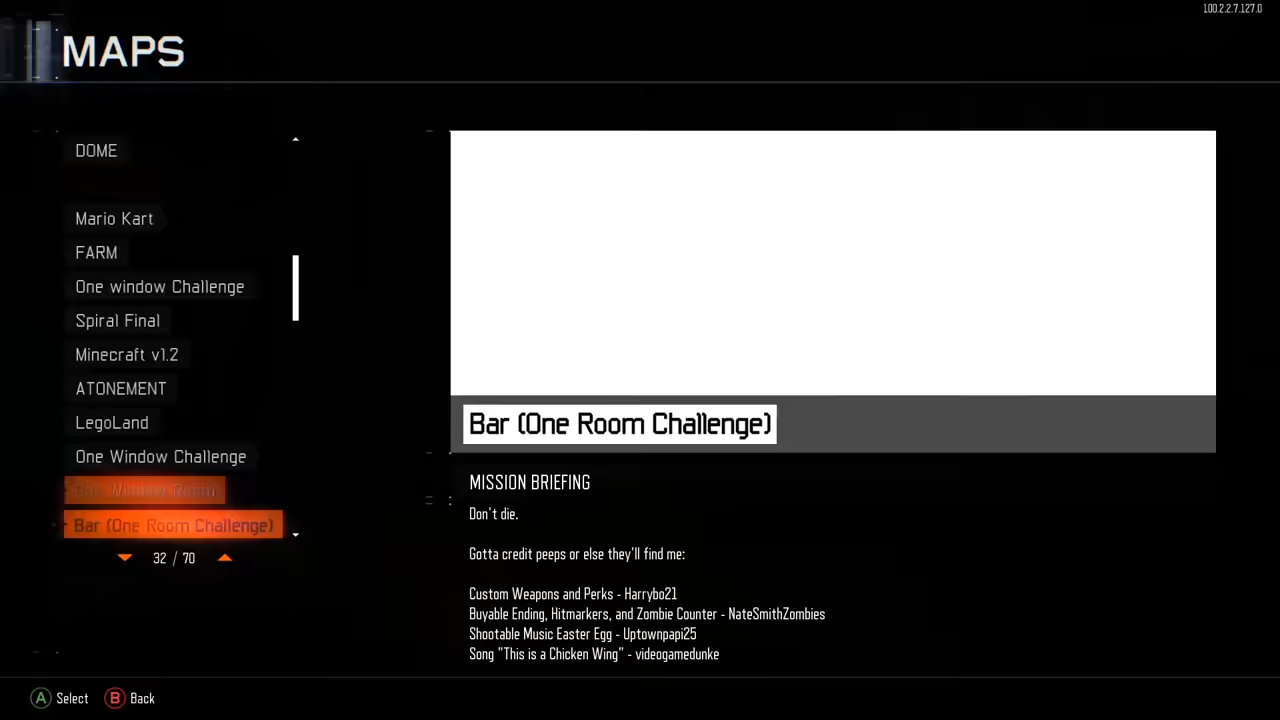 100.2.2.7.127.0
MAPS
DOME
Mario Kart
FARM
One window Challenge
Spiral Final
Minecraft v1.2
ATONEMENT
LegoLand
One Window Challenge
One Window Room
Bar (One Room Challenge)
32 / 70
Bar (One Room Challenge)
MISSION BRIEFING
Don't die.
Gotta credit peeps or else they'll find me:
Custom Weapons and Perks - Harrybo21
Buyable Ending, Hitmarkers, and Zombie Counter - NateSmithZombies
Shootable Music Easter Egg - Uptownpapi25
Song "This is a Chicken Wing" - videogamedunke
A Select B Back